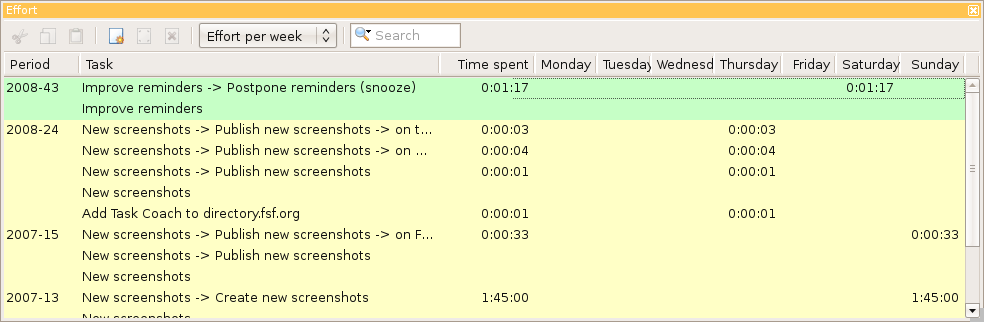 Effort
Effort per week Search
Period Task Time spent Monday Tuesday Wednesd Thursday Friday Saturday Sunday
2008-43 Improve reminders -> Postpone reminders (snooze) 0:01:17 0:01:17
Improve reminders
2008-24 New screenshots -> Publish new screenshots -> on t... 0:00:03 0:00:03
New screenshots -> Publish new screenshots -> on ... 0:00:04 0:00:04
New screenshots -> Publish new screenshots 0:00:01 0:00:01
New screenshots
Add Task Coach to directory.fsf.org 0:00:01 0:00:01
2007-15 New screenshots -> Publish new screenshots -> on F... 0:00:33 0:00:33
New screenshots -> Publish new screenshots
New screenshots
2007-13 New screenshots -> Create new screenshots 1:45:00 1:45:00
New screenshots